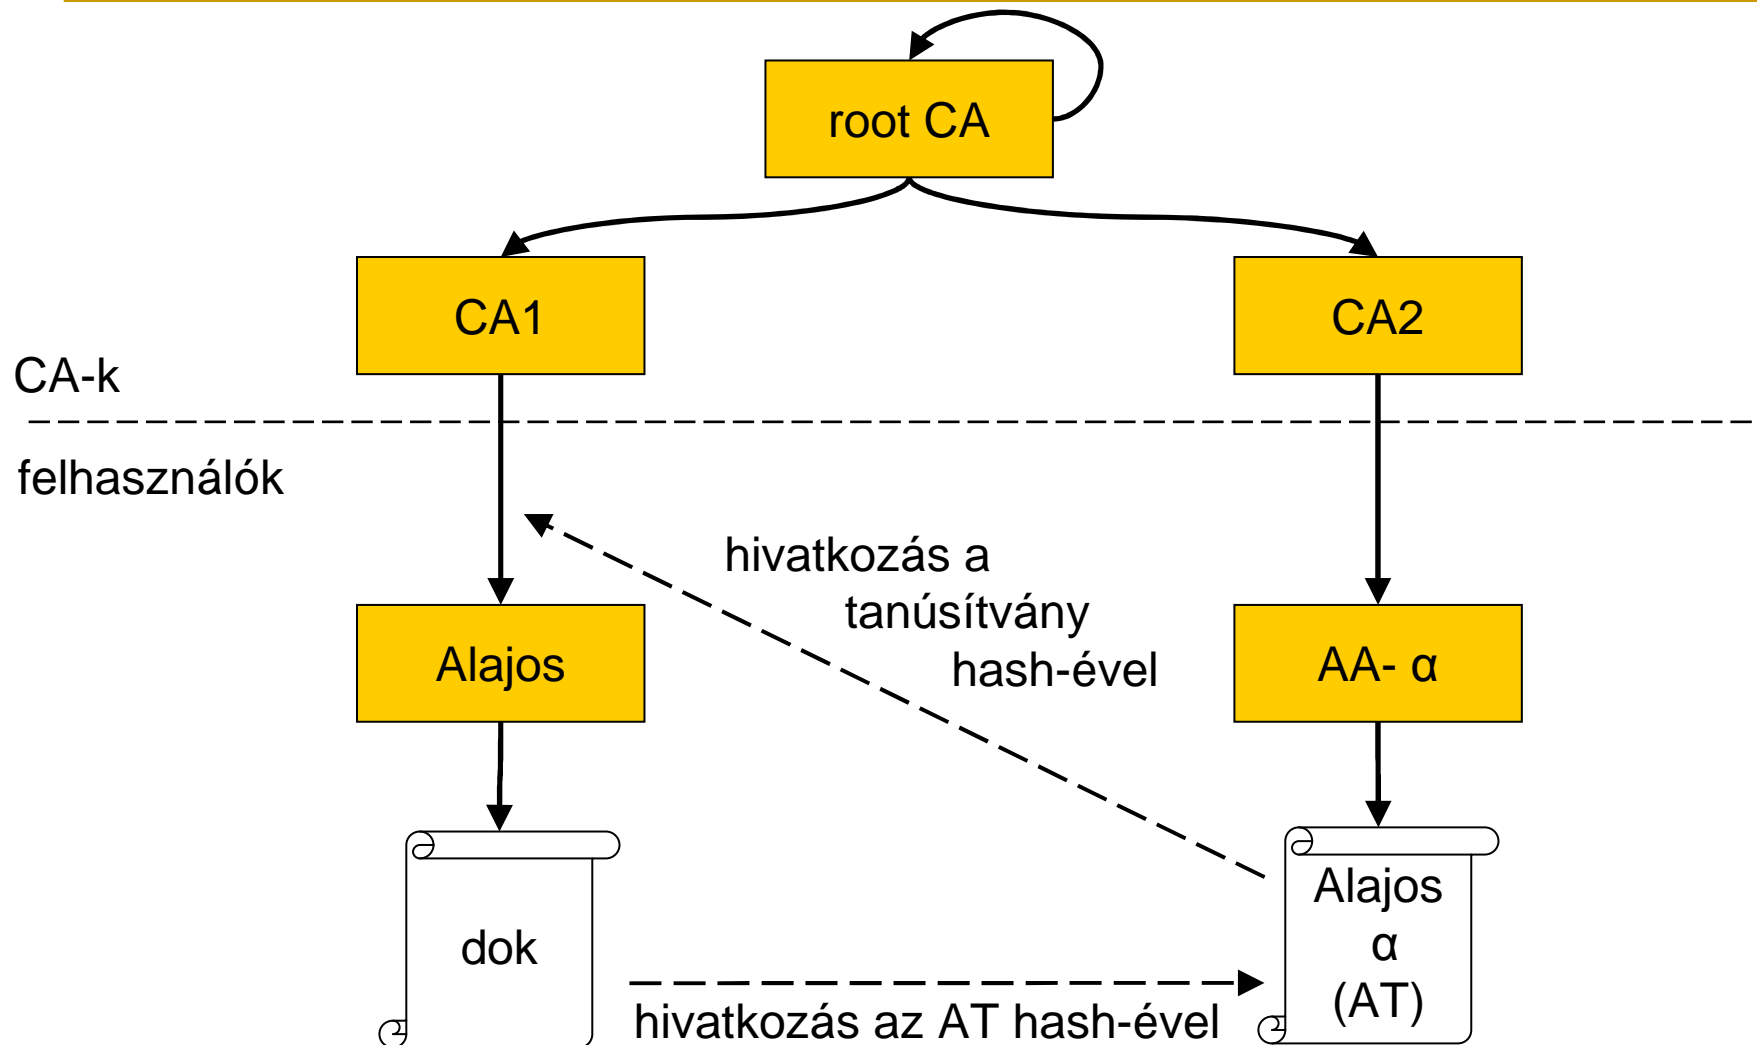 root CA
CA1
CA2
CA-k
felhasználók
hivatkozás a
tanúsítvány
hash-ével
Alajos
AA- α
dok
Alajos
α
(AT)
hivatkozás az AT hash-ével